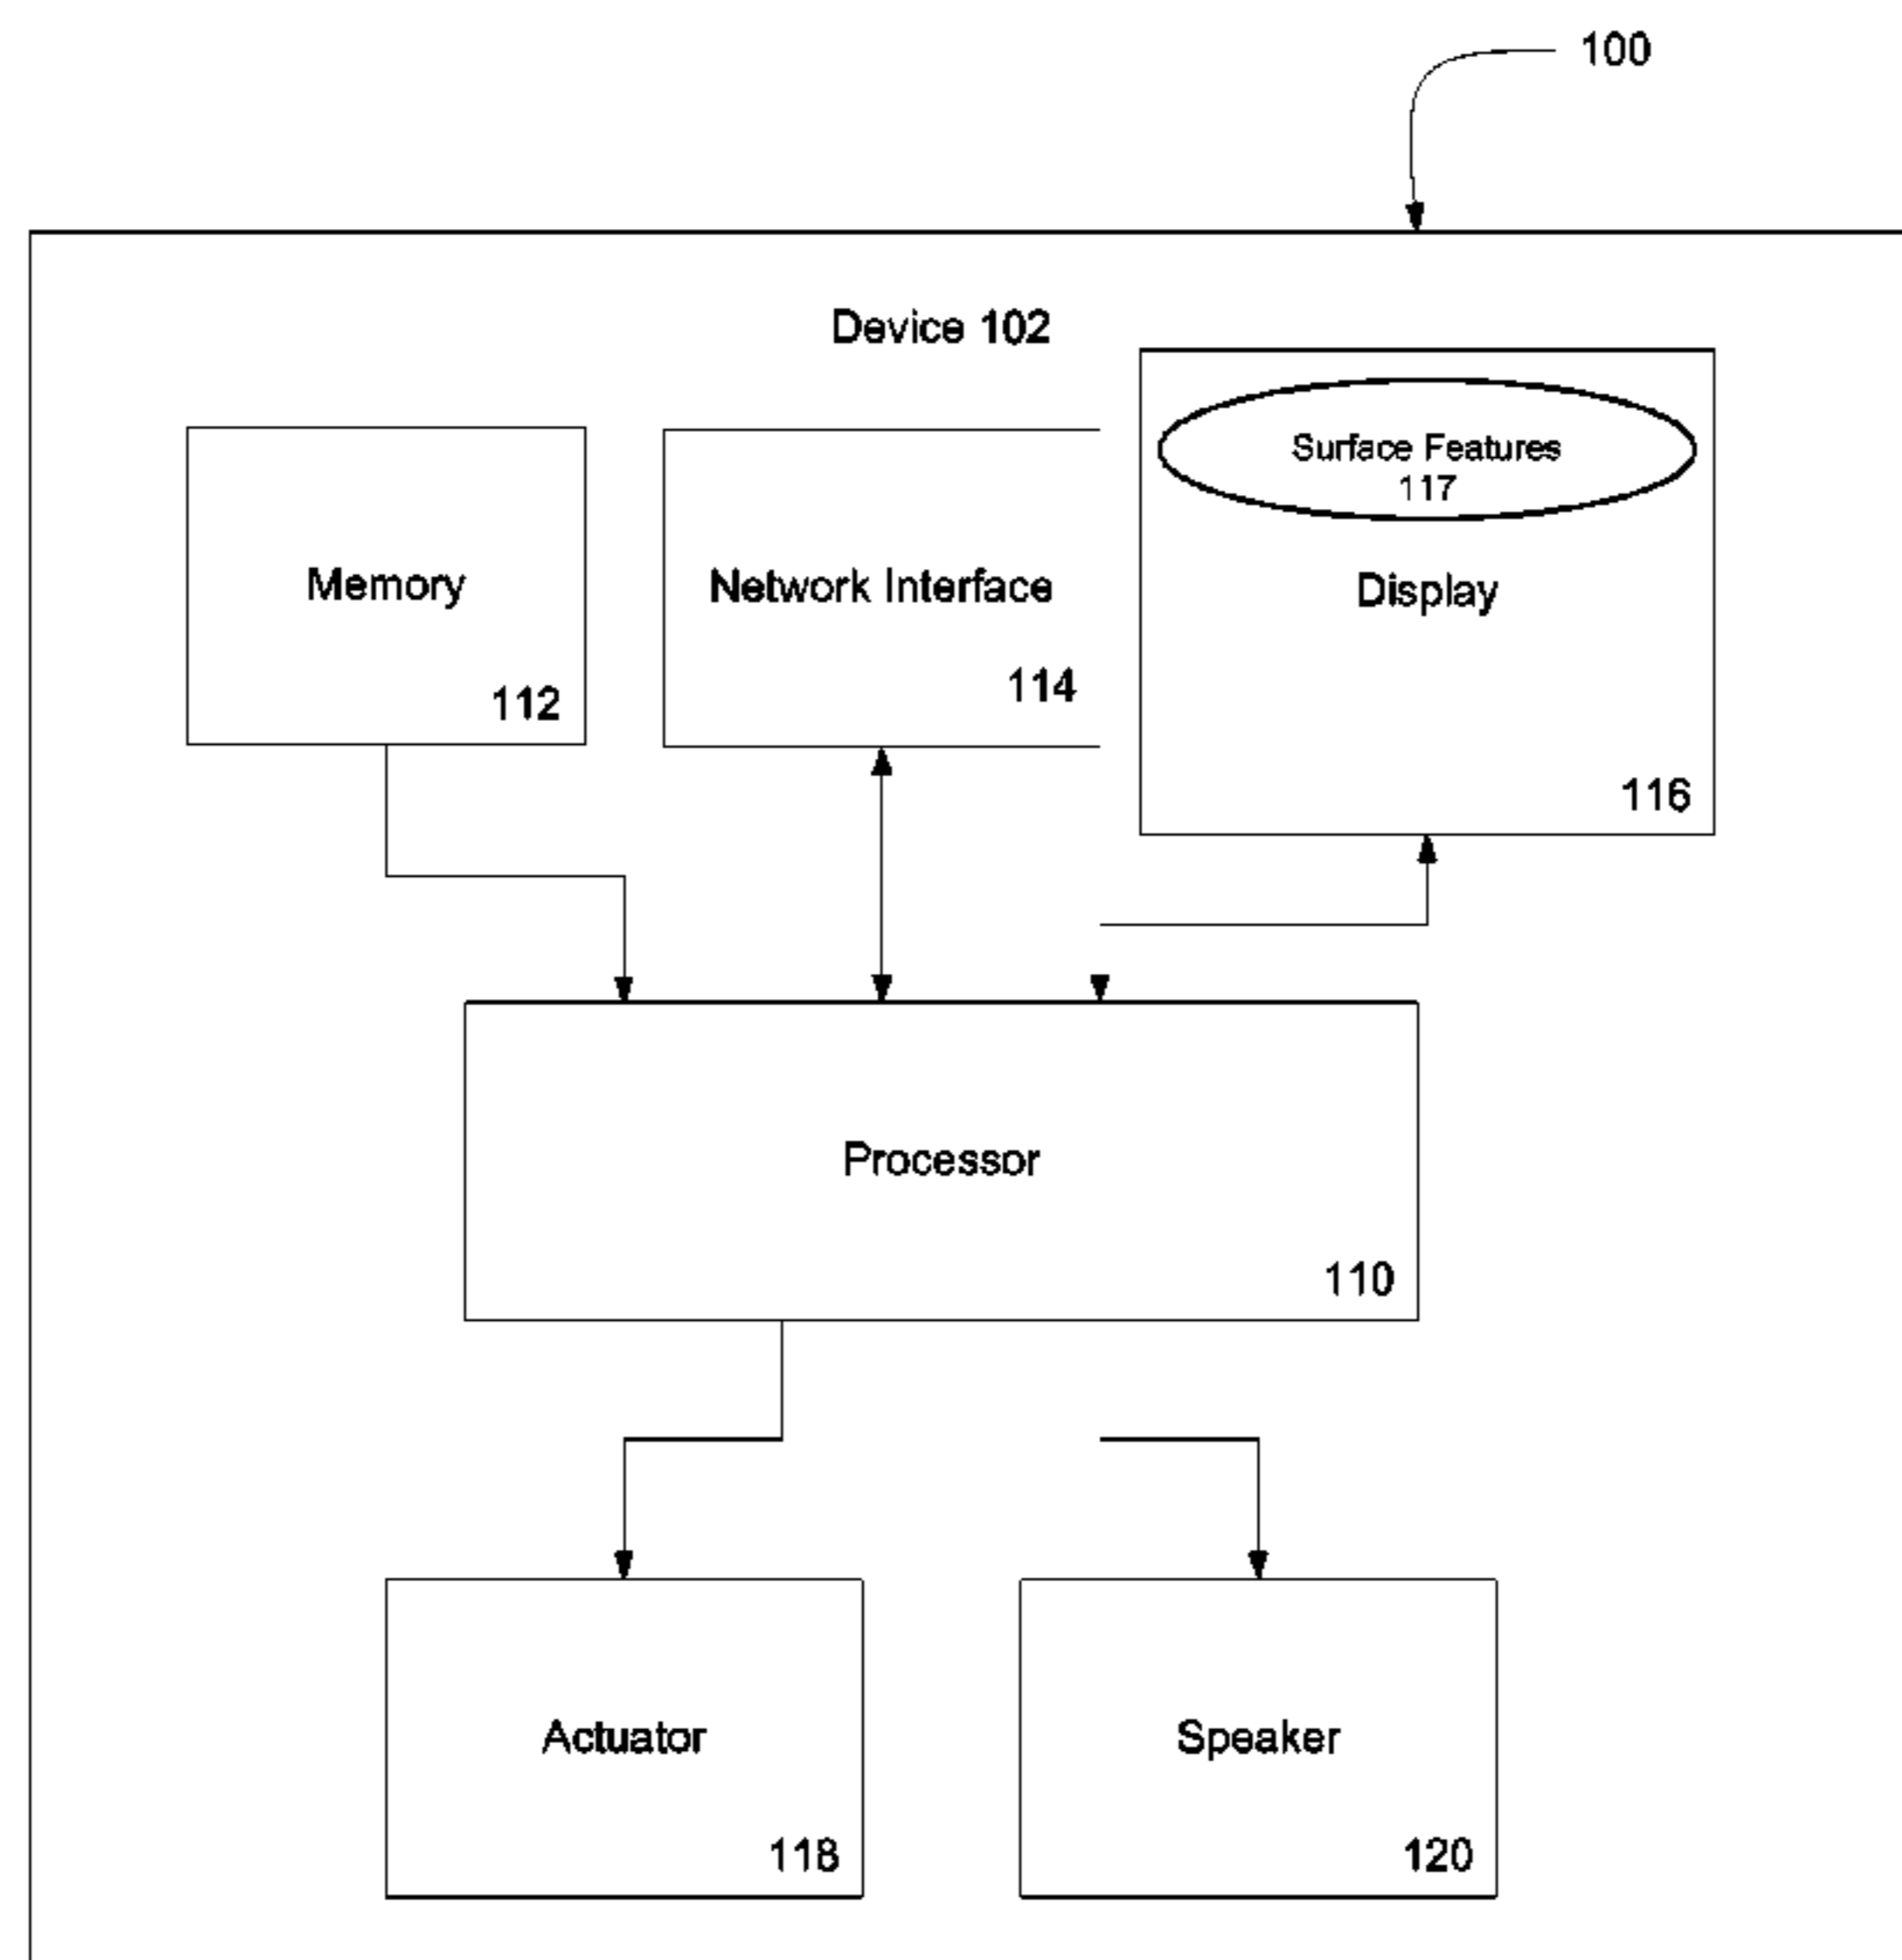 100
Device 102
Surface Features
117
Memory
Network Interface
Display
112
114
116
Processor
110
Actuator
Speaker
118
120